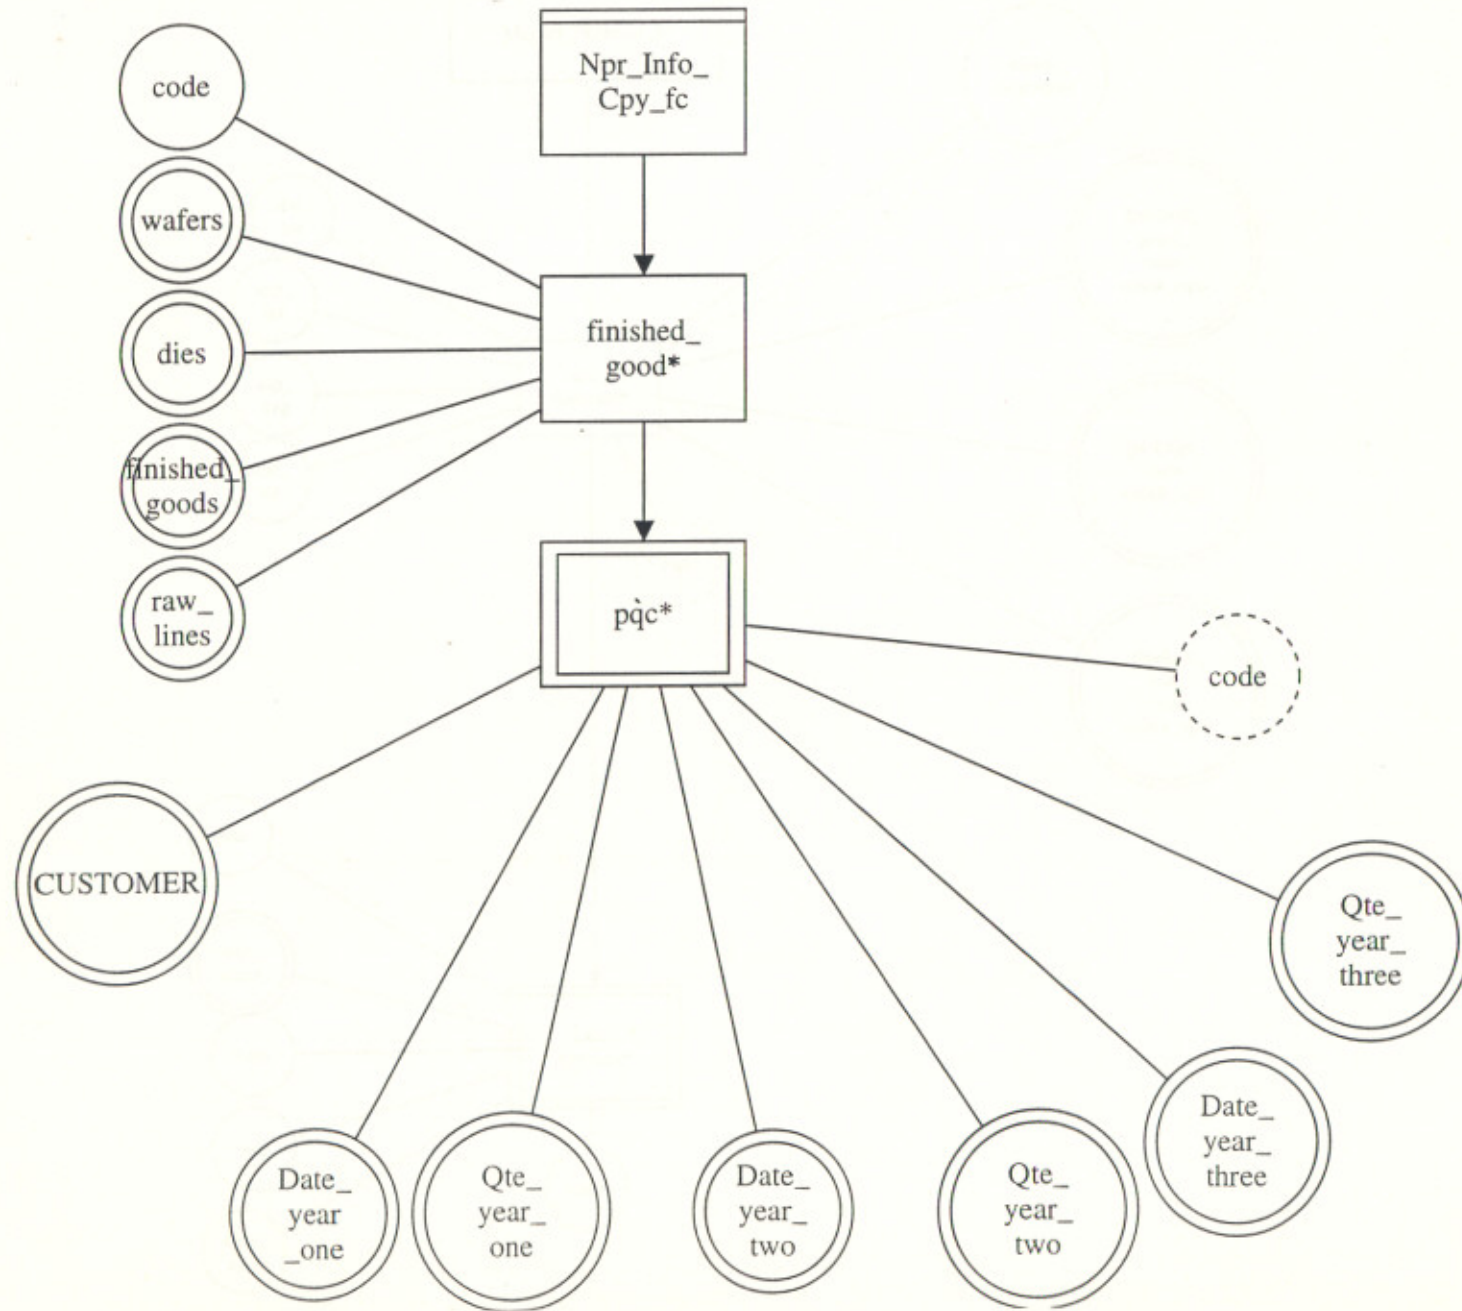 code
Npr_Info_
Cpy_fc
wafers
dies
finished_
good*
finished_
goods
raw_
lines
pqc*
code
CUSTOMER
Qte_
year_
three
Date_
year_
three
Date_
year
_one
Qte_
year_
one
Date_
year_
two
Qte_
year_
two